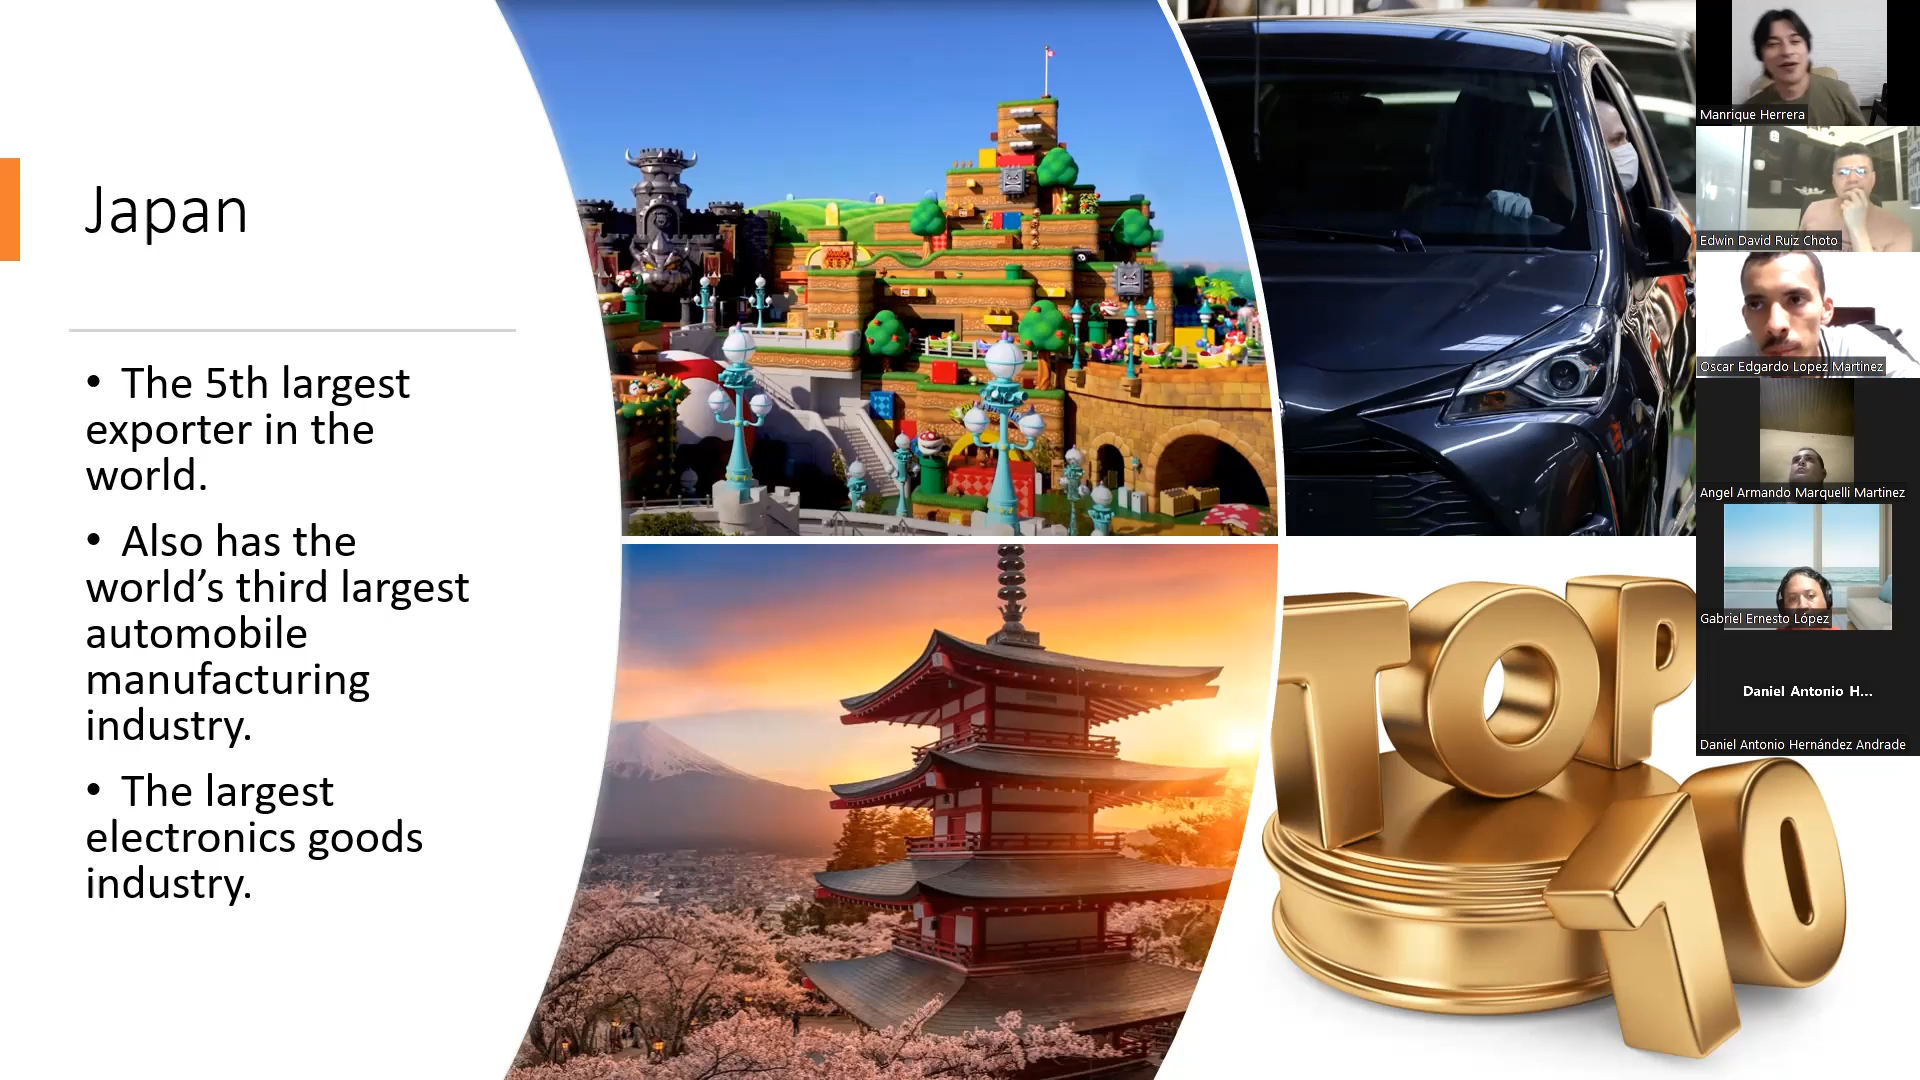 Japan
• The 5th largest
exporter in the
world.
• Also has the
world’s third largest
automobile
manufacturing
industry.
• The largest
electronics goods
industry.
TOP
10
Manrique Herrera
Edwin David Ruiz Choto
Oscar Edgardo Lopez Martinez
Angel Armando Marquelli Martinez
Gabriel Ernesto López
Daniel Antonio H...
Daniel Antonio Hernández Andrade